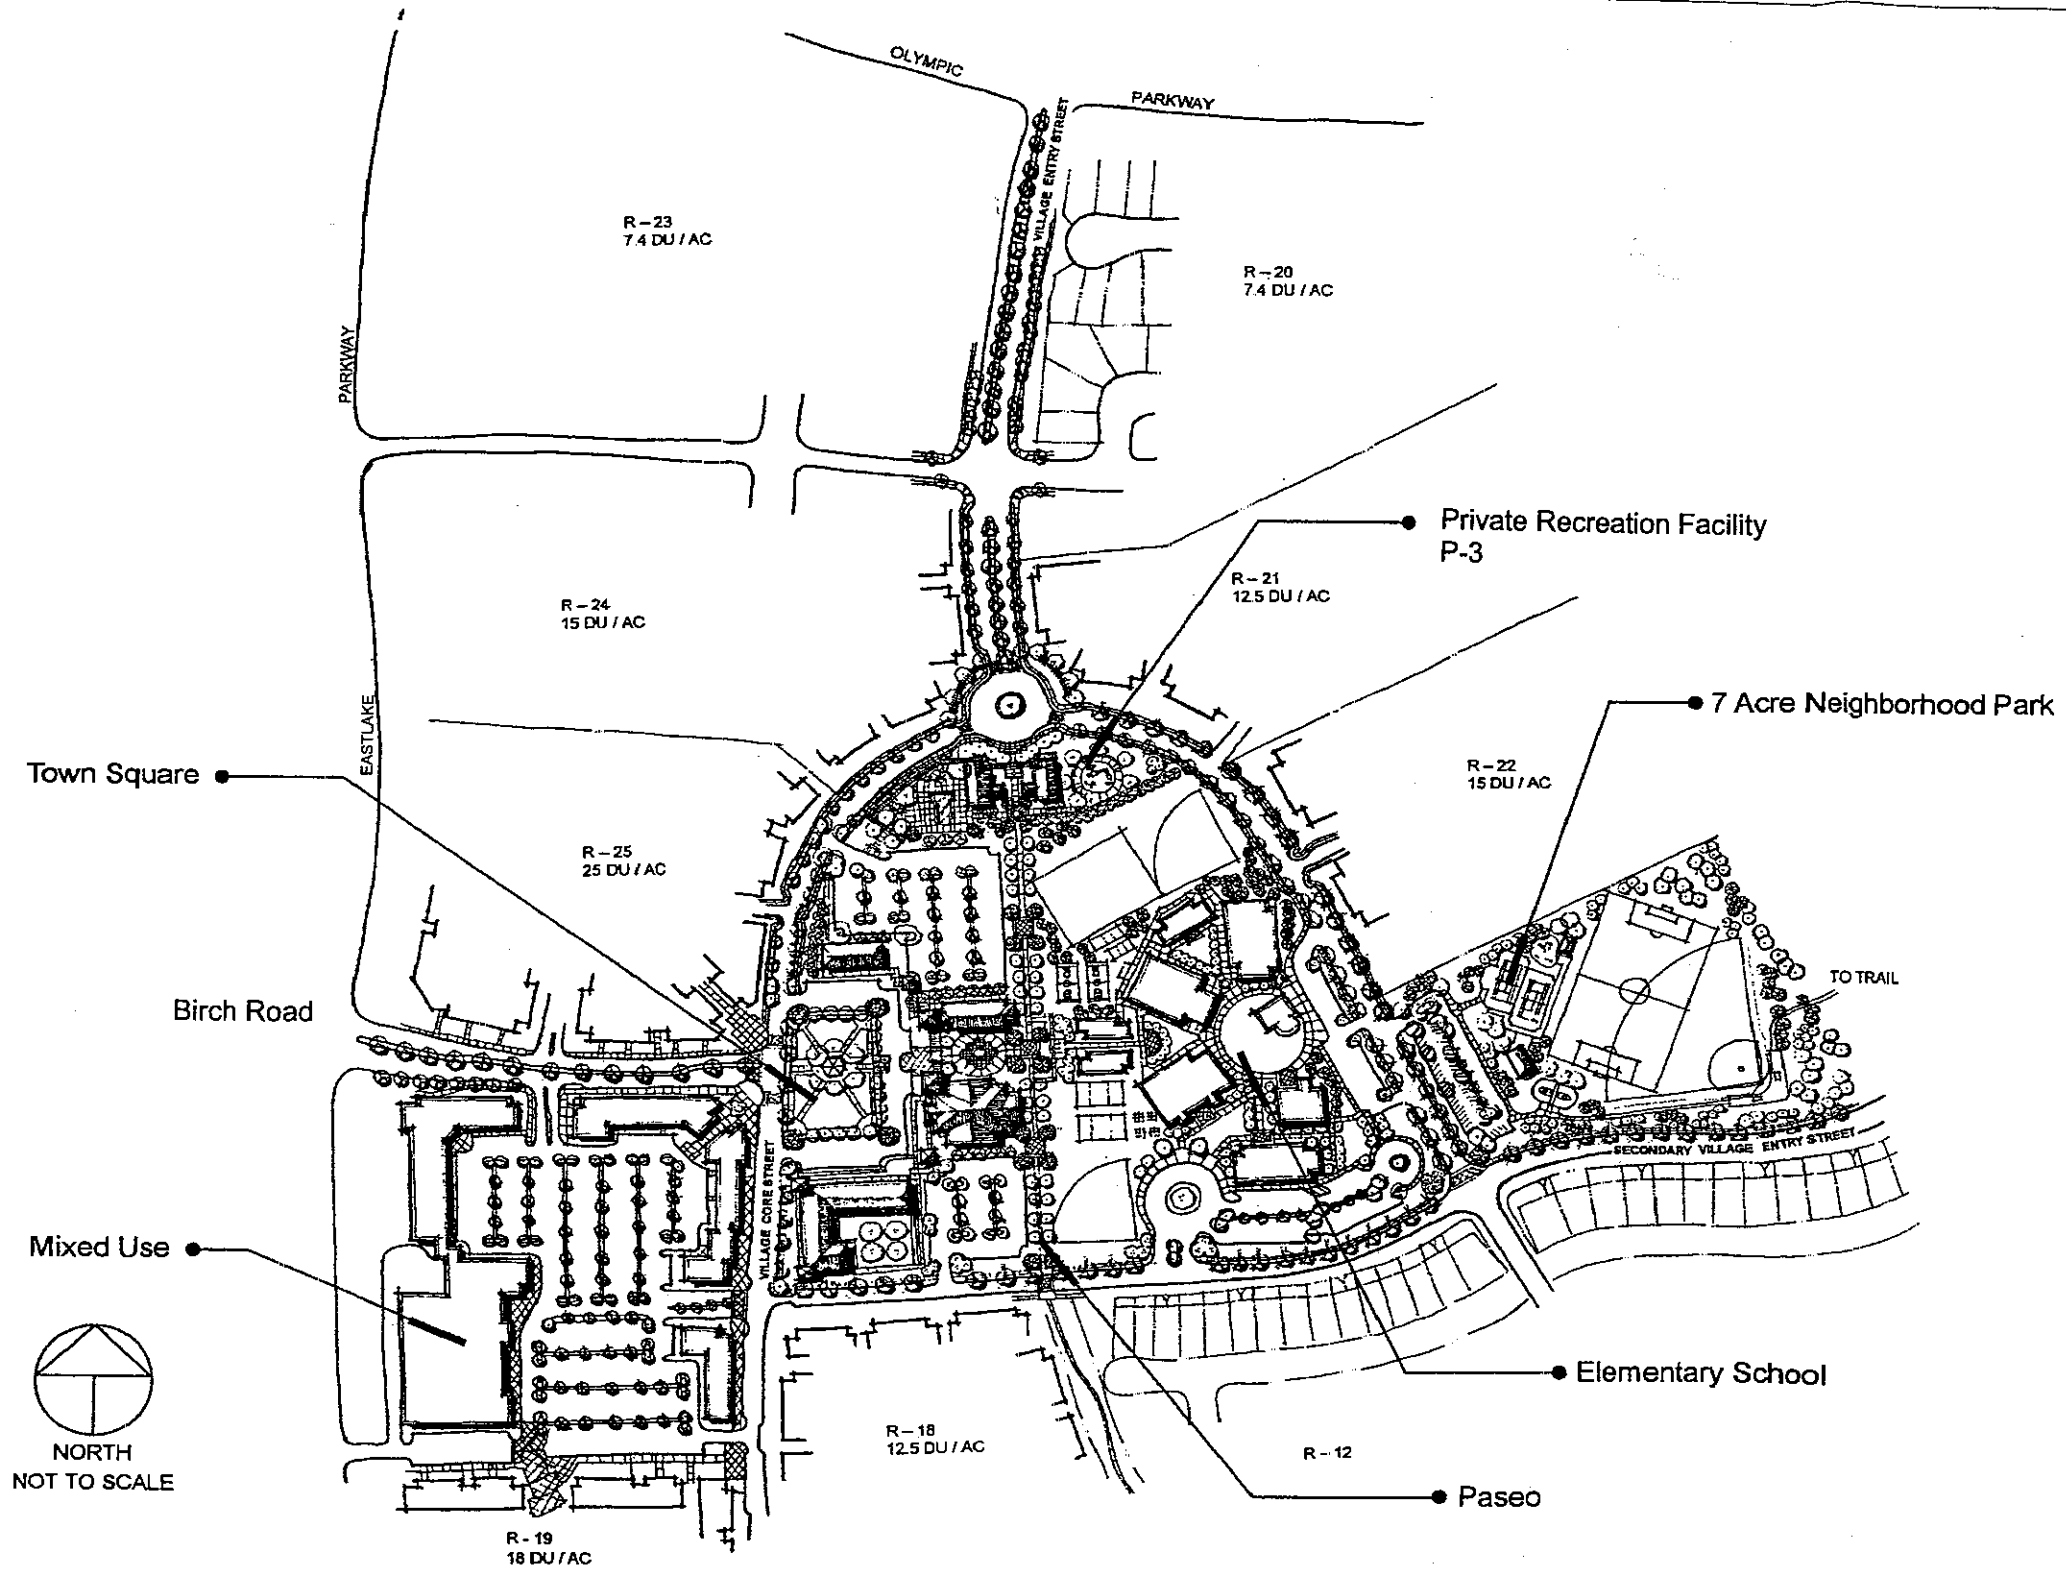 OLYMPIC
PARKWAY
VILLAGE ENTRY STREET
R-23
7.4 DU / AC
R-20
7.4 DU / AC
PARKWAY
Private Recreation Facility
P-3
R-21
12.5 DU / AC
R-24
15 DU / AC
7 Acre Neighborhood Park
EASTLAKE
Town Square
R-22
15 DU / AC
R-25
25 DU / AC
TO TRAIL
Birch Road
SECONDARY VILLAGE ENTRY STREET
VILLAGE CORE STREET
Mixed Use
Elementary School
NORTH
NOT TO SCALE
R-18
12.5 DU / AC
R-12
Paseo
R-19
18 DU / AC